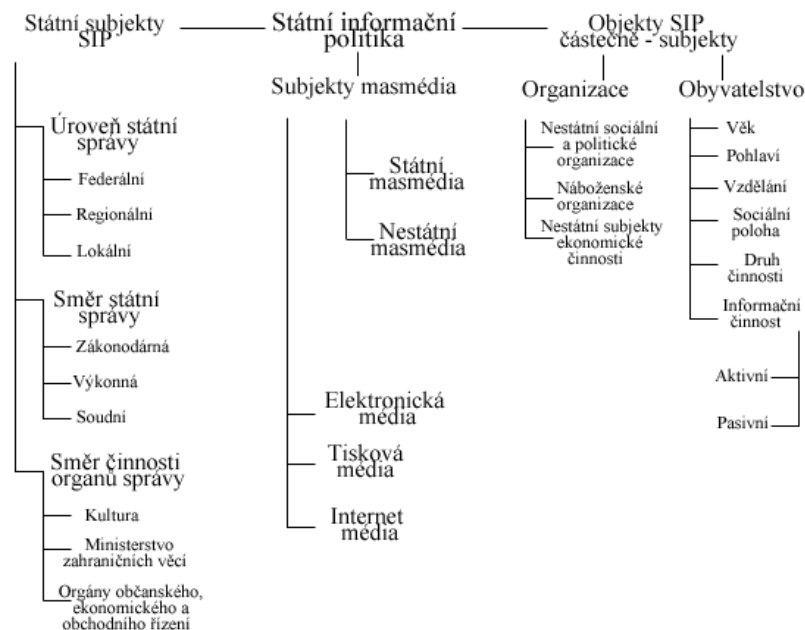 Státní subjekty
SIP
Úroveň státní
správy
Federální
Regionální
Lokální
Směr státní
správy
Zákonodárná
Výkonná
Soudní
Směr činnosti
organů správy
Kultura
Ministerstvo
zahraničních věcí
Orgány občanského,
ekonomického a
obchodního řízení
Státní informační
politika
Subjekty masmédia
Státní
masmédia
Nestátní
masmédia
Elektronická
média
Tisková
média
Internet
média
Objekty SIP
částečně - subjekty
Organizace
Nestátní sociální
a politické
organizace
Náboženské
organizace
Nestátní subjekty
ekonomické
činnosti
Obyvatelstvo
Věk
Pohlaví
Vzdělání
Sociální
poloha
Druh
činnosti
Informační
činnost
Aktivní
Pasivní